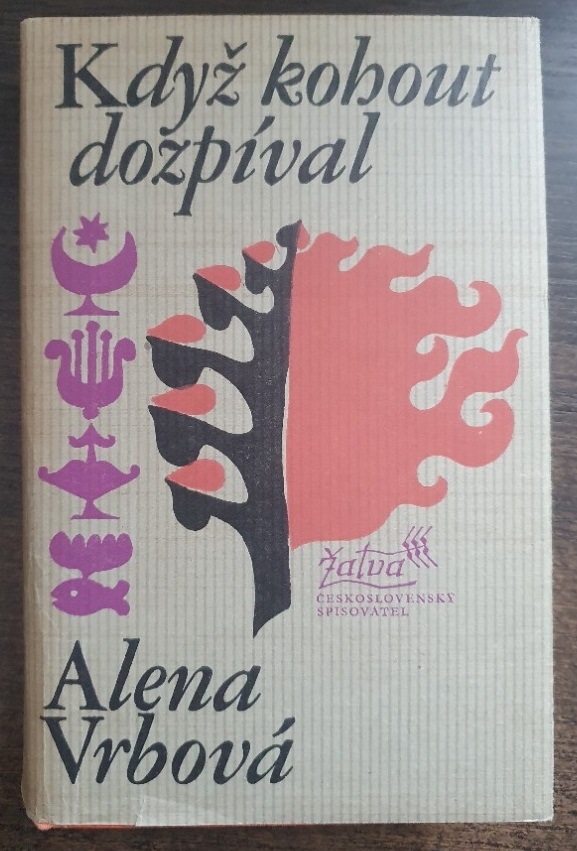 Když kohout
dozpíval
Žatva
ČESKOSLOVENSKÝ
SPISOVATEL
Alena
Vrbová